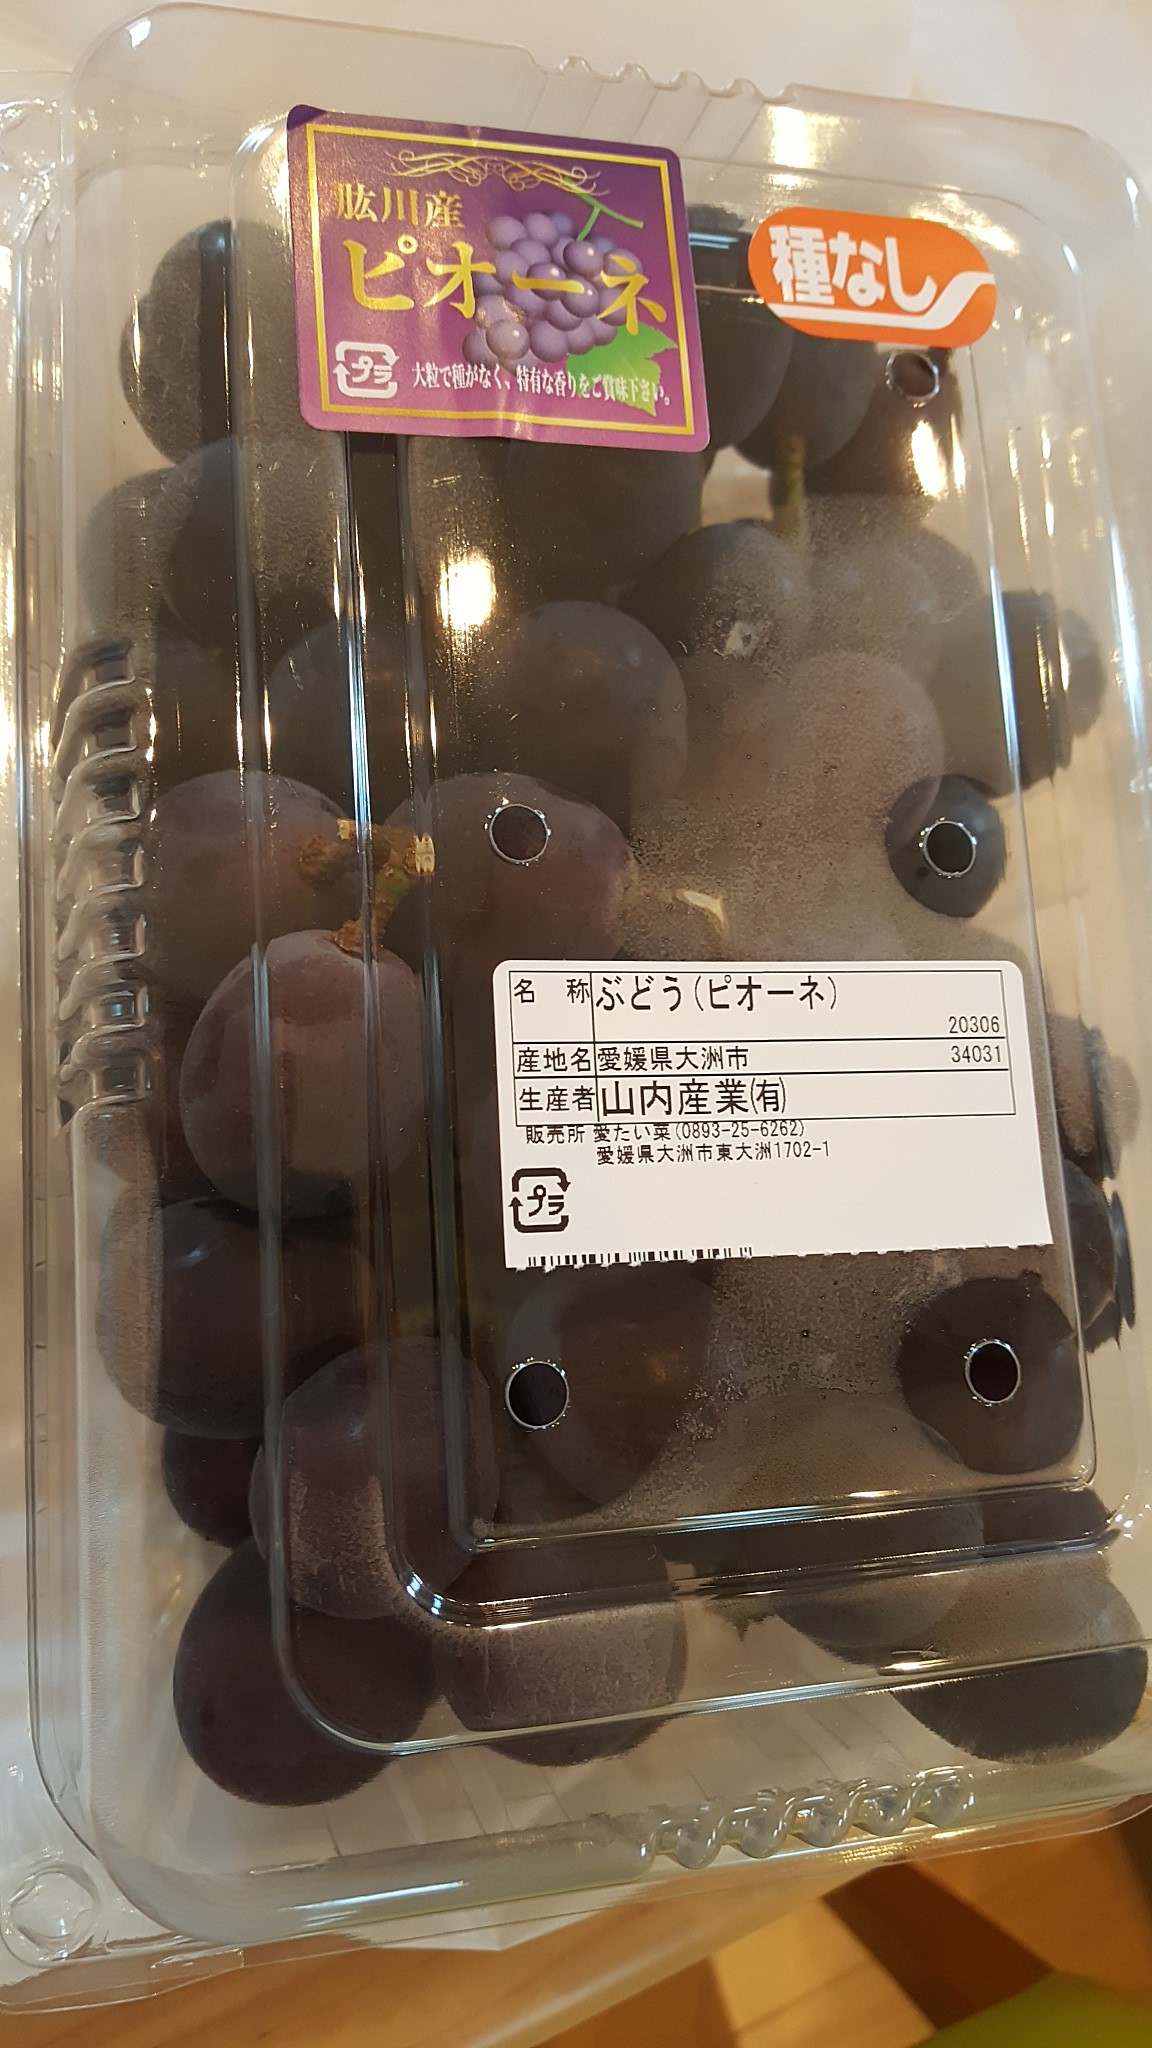 肱川産
ピオーネ
プラ
大粒で種がなく、特有な香りをご賞味下さい。
種なし
名 称 ぶどう(ピオーネ)
20306
産地名 愛媛県大洲市 34031
生産者 山内産業㈲
販売所 愛たい菜(0893-25-6262)
愛媛県大洲市東大洲1702-1
プラ